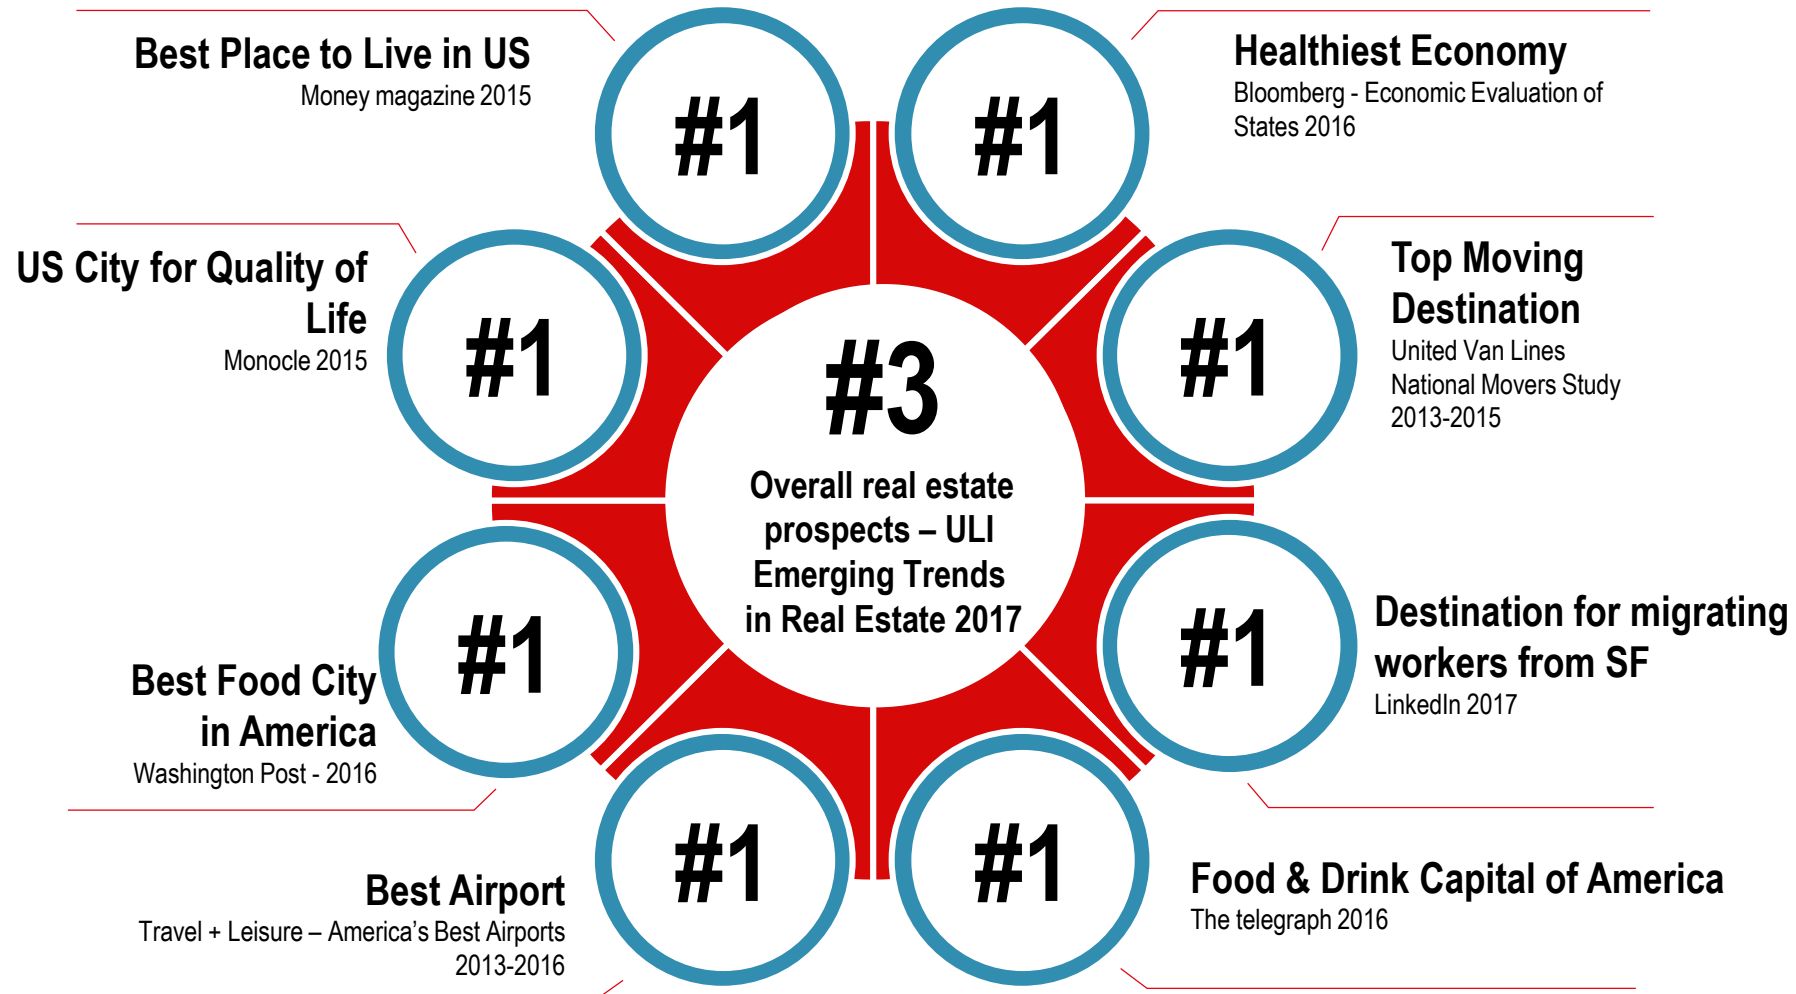 Best Place to Live in US
Money magazine 2015
#1
#1
Healthiest Economy
Bloomberg - Economic Evaluation of
States 2016
US City for Quality of
Life
Monocle 2015
#1
#1
Top Moving
Destination
United Van Lines
National Movers Study
2013-2015
#3
Overall real estate
prospects – ULI
Emerging Trends
in Real Estate 2017
Best Food City
in America
Washington Post - 2016
#1
#1
Destination for migrating
workers from SF
LinkedIn 2017
Best Airport
Travel + Leisure – America’s Best Airports
2013-2016
#1
#1
Food & Drink Capital of America
The telegraph 2016